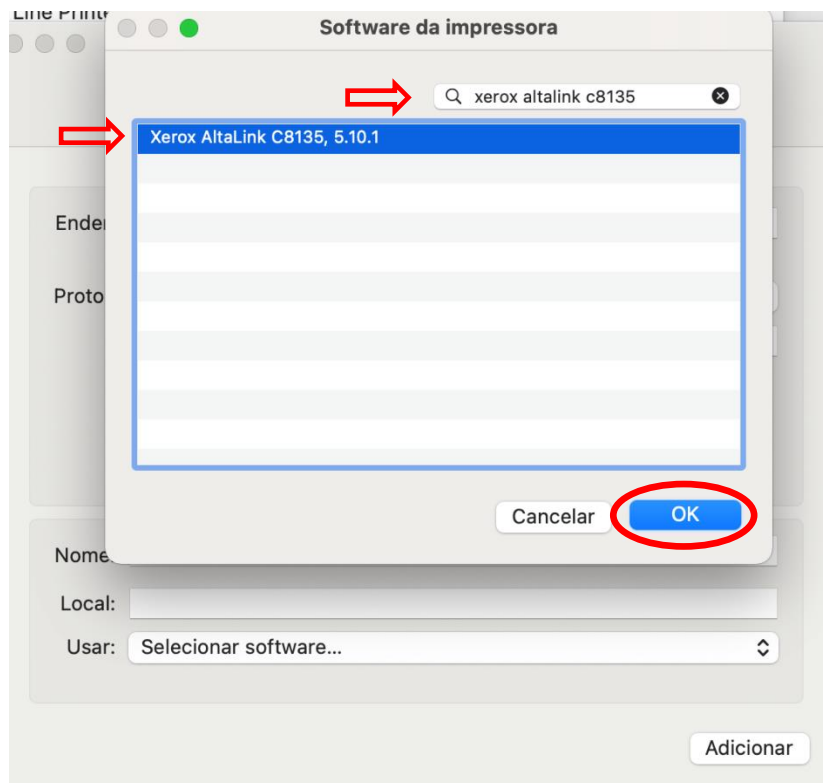 Line Printe
Software da impressora
xerox altalink c8135
Xerox AltaLink C8135, 5.10.1
Ender
Proto
Cancelar
OK
Nome:
Local:
Usar:
Selecionar software...
Adicionar